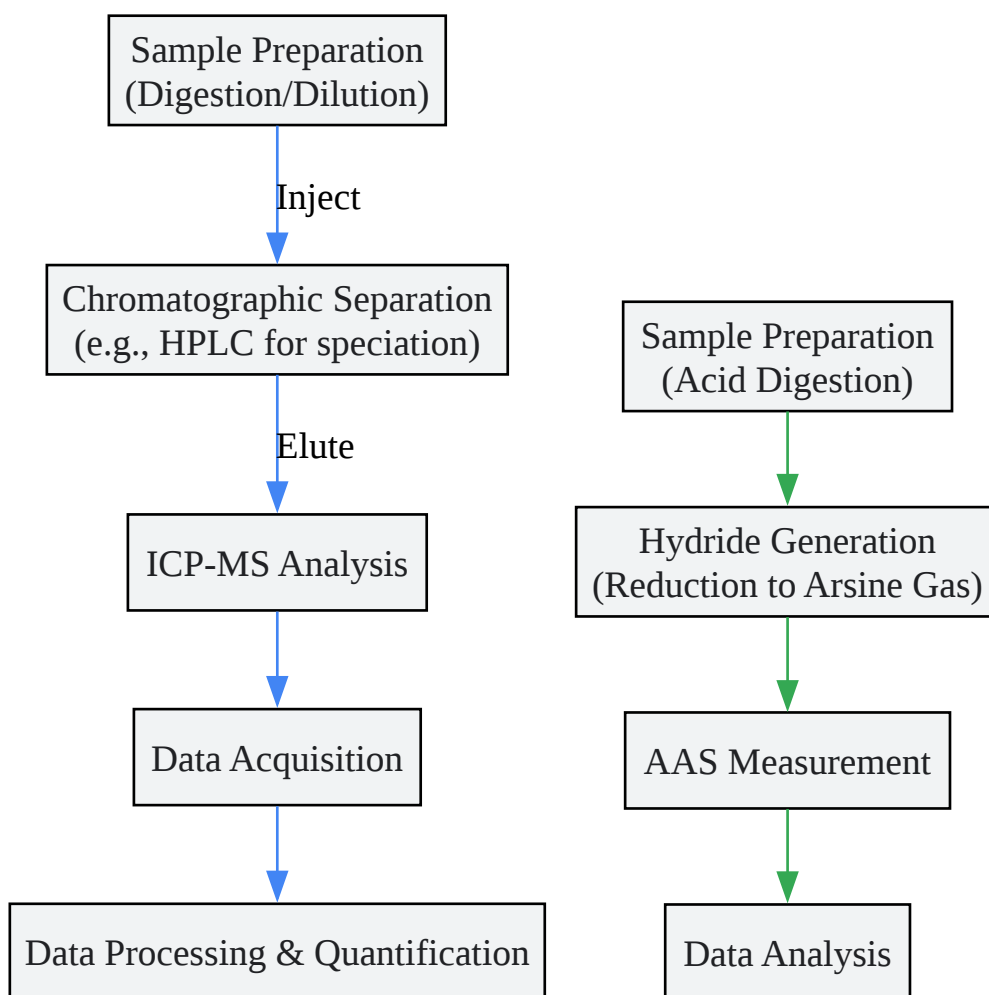 Sample Preparation
(Digestion/Dilution)
Inject
Chromatographic Separation
(e.g., HPLC for speciation)
Elute
ICP-MS Analysis
Data Acquisition
Data Processing & Quantification
Sample Preparation
(Acid Digestion)
Hydride Generation
(Reduction to Arsine Gas)
AAS Measurement
Data Analysis